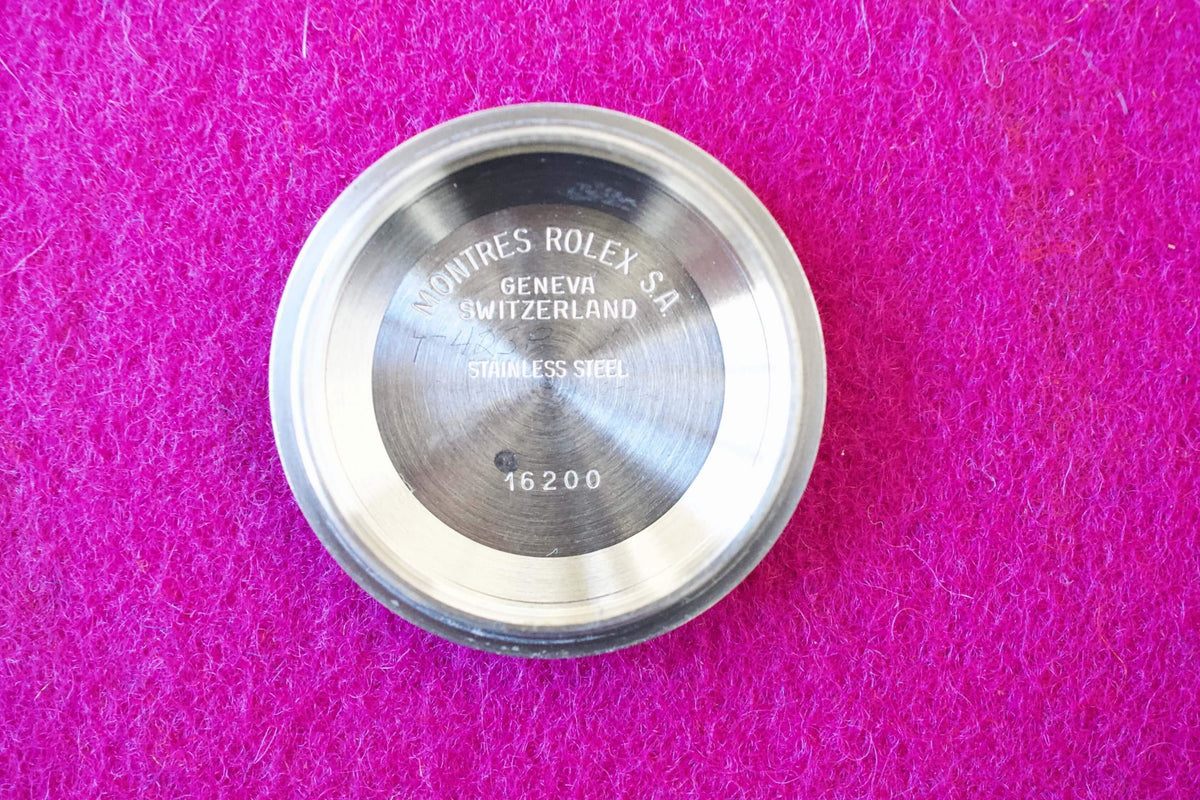 MONTRES ROLEX S.A.
GENEVA
SWITZERLAND
STAINLESS STEEL
16200